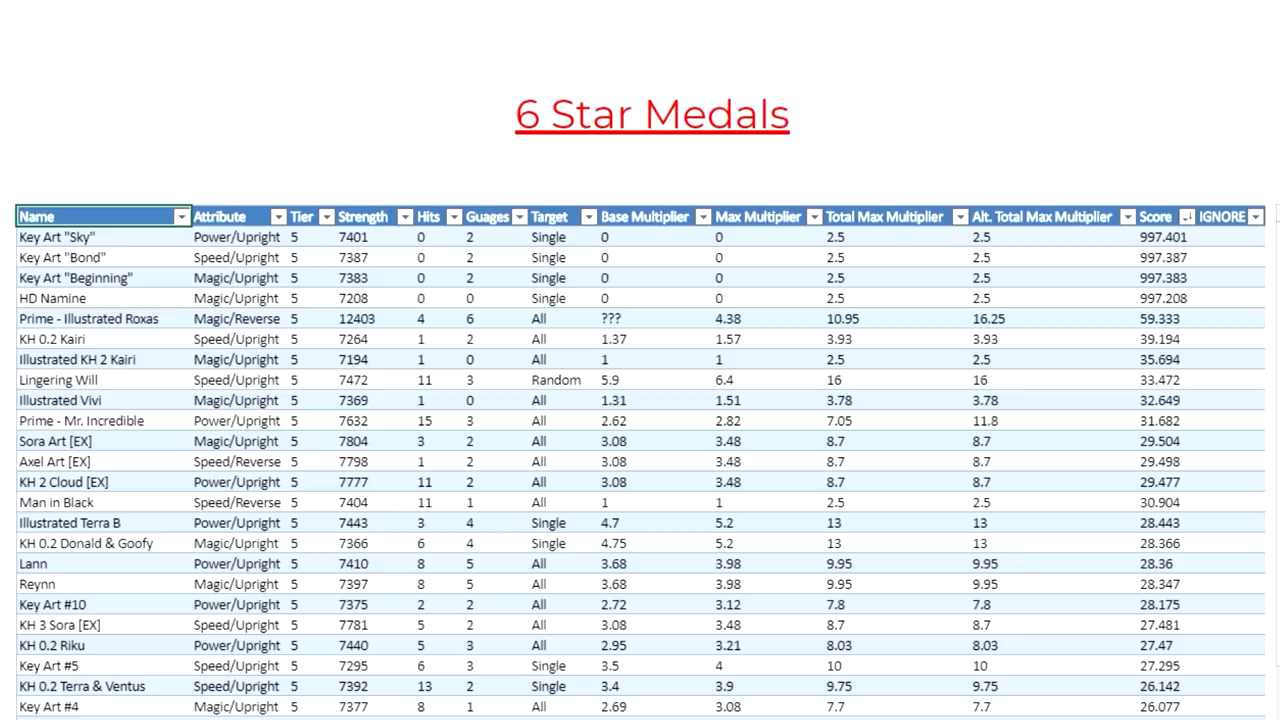 6 Star Medals
Name Attribute Tier Strength Hits Guages Target Base Multiplier Max Multiplier Total Max Multiplier Alt. Total Max Multiplier Score IGNORE
Key Art "Sky" Power/Upright 5 7401 0 2 Single 0 0 2.5 2.5 997.401
Key Art "Bond" Speed/Upright 5 7387 0 2 Single 0 0 2.5 2.5 997.387
Key Art "Beginning" Magic/Upright 5 7383 0 2 Single 0 0 2.5 2.5 997.383
HD Namine Magic/Upright 5 7208 0 0 Single 0 0 2.5 2.5 997.208
Prime - Illustrated Roxas Magic/Reverse 5 12403 4 6 All ??? 4.38 10.95 16.25 59.333
KH 0.2 Kairi Speed/Upright 5 7264 1 2 All 1.37 1.57 3.93 3.93 39.194
Illustrated KH 2 Kairi Magic/Upright 5 7194 1 0 All 1 1 2.5 2.5 35.694
Lingering Will Speed/Upright 5 7472 11 3 Random 5.9 6.4 16 16 33.472
Illustrated Vivi Magic/Upright 5 7369 1 0 All 1.31 1.51 3.78 3.78 32.649
Prime - Mr. Incredible Power/Upright 5 7632 15 3 All 2.62 2.82 7.05 11.8 31.682
Sora Art [EX] Magic/Upright 5 7804 3 2 All 3.08 3.48 8.7 8.7 29.504
Axel Art [EX] Speed/Reverse 5 7798 1 2 All 3.08 3.48 8.7 8.7 29.498
KH 2 Cloud [EX] Power/Upright 5 7777 11 2 All 3.08 3.48 8.7 8.7 29.477
Man in Black Speed/Reverse 5 7404 11 1 All 1 1 2.5 2.5 30.904
Illustrated Terra B Power/Upright 5 7443 3 4 Single 4.7 5.2 13 13 28.443
KH 0.2 Donald & Goofy Magic/Upright 5 7366 6 4 Single 4.75 5.2 13 13 28.366
Lann Power/Upright 5 7410 8 5 All 3.68 3.98 9.95 9.95 28.36
Reynn Magic/Upright 5 7397 8 5 All 3.68 3.98 9.95 9.95 28.347
Key Art #10 Power/Upright 5 7375 2 2 All 2.72 3.12 7.8 7.8 28.175
KH 3 Sora [EX] Speed/Upright 5 7781 5 2 All 3.08 3.48 8.7 8.7 27.481
KH 0.2 Riku Power/Upright 5 7440 5 3 All 2.95 3.21 8.03 8.03 27.47
Key Art #5 Speed/Upright 5 7295 6 3 Single 3.5 4 10 10 27.295
KH 0.2 Terra & Ventus Speed/Upright 5 7392 13 2 Single 3.4 3.9 9.75 9.75 26.142
Key Art #4 Magic/Upright 5 7377 8 1 All 2.69 3.08 7.7 7.7 26.077